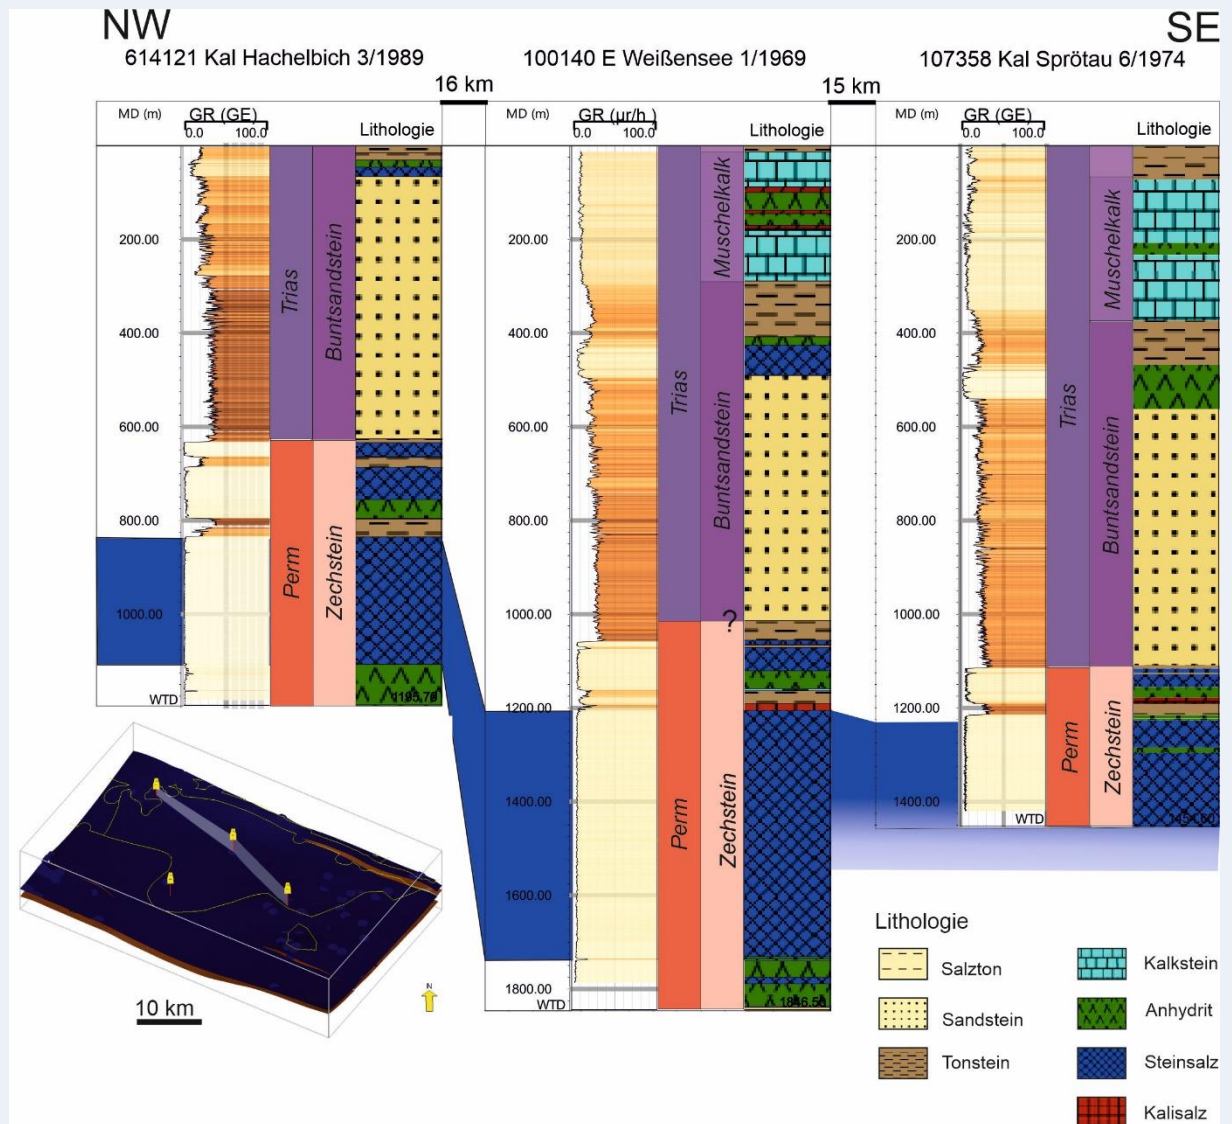 NW
SE
614121 Kal Hachelbich 3/1989
100140 E Weißensee 1/1969
107358 Kal Sprötau 6/1974
16 km
15 km
MD (m)
GR (GE)
0.0 100.0
Lithologie
MD (m)
GR (µr/h )
0.0 100.0
Lithologie
MD (m)
GR (GE)
0.0 100.0
Lithologie
200.00
400.00
600.00
800.00
1000.00
WTD
Trias
Buntsandstein
Perm
Zechstein
1195.70
200.00
400.00
600.00
800.00
1000.00
1200.00
1400.00
1600.00
1800.00
WTD
Trias
Muschelkalk
Buntsandstein
?
Perm
Zechstein
1846.50
200.00
400.00
600.00
800.00
1000.00
1200.00
1400.00
WTD
Trias
Muschelkalk
Buntsandstein
Perm
Zechstein
10 km
N
Lithologie
Salzton
Sandstein
Tonstein
Kalkstein
Anhydrit
Steinsalz
Kalisalz